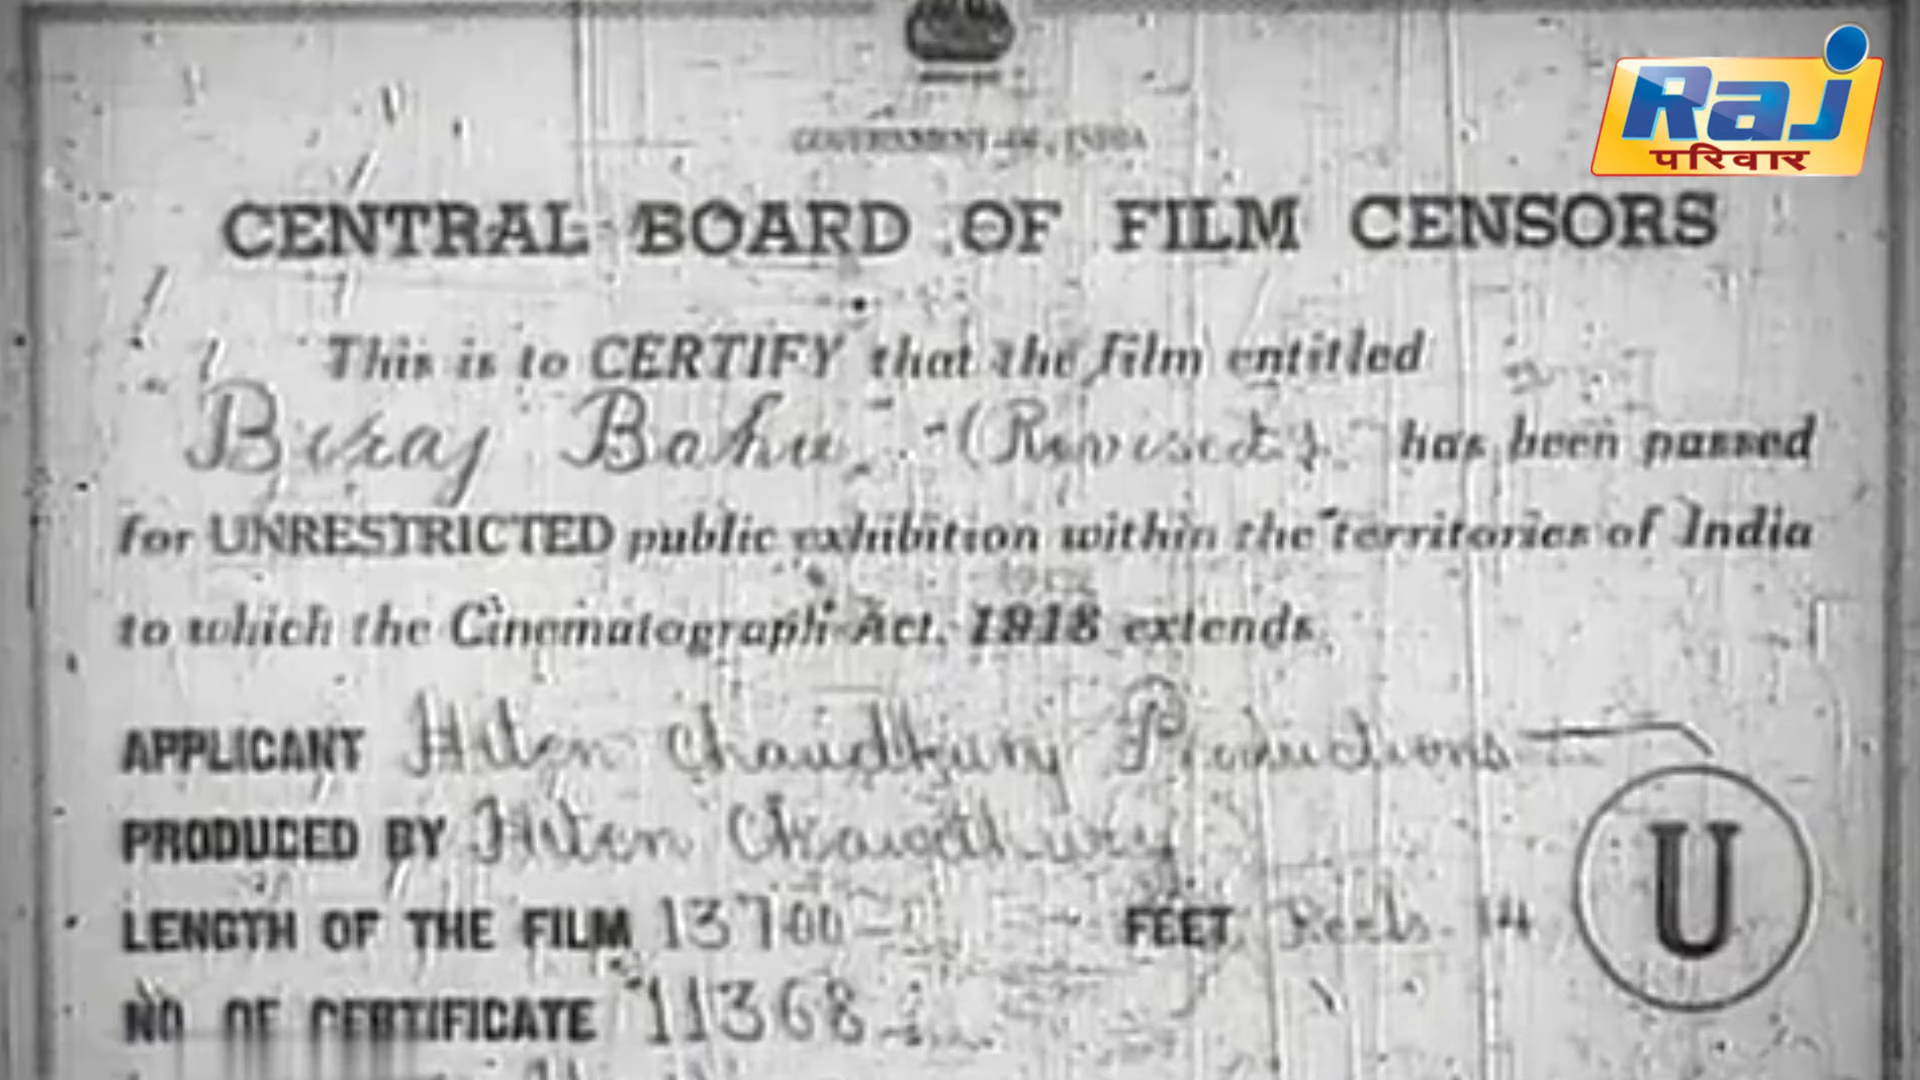 Raj
परिवार
GOVERNMENT OF INDIA
CENTRAL BOARD OF FILM CENSORS
This is to CERTIFY that the film entitled
Biraj Bahu - (Revised) has been passed
for UNRESTRICTED public exhibition within the territories of India
to which the Cinematograph Act, 1918 extends.
APPLICANT Hiten Chaudhury Productions
PRODUCED BY Hiten Chaudhury
LENGTH OF THE FILM 13700 FEET Reels 14
U
NO. OF CERTIFICATE 11368